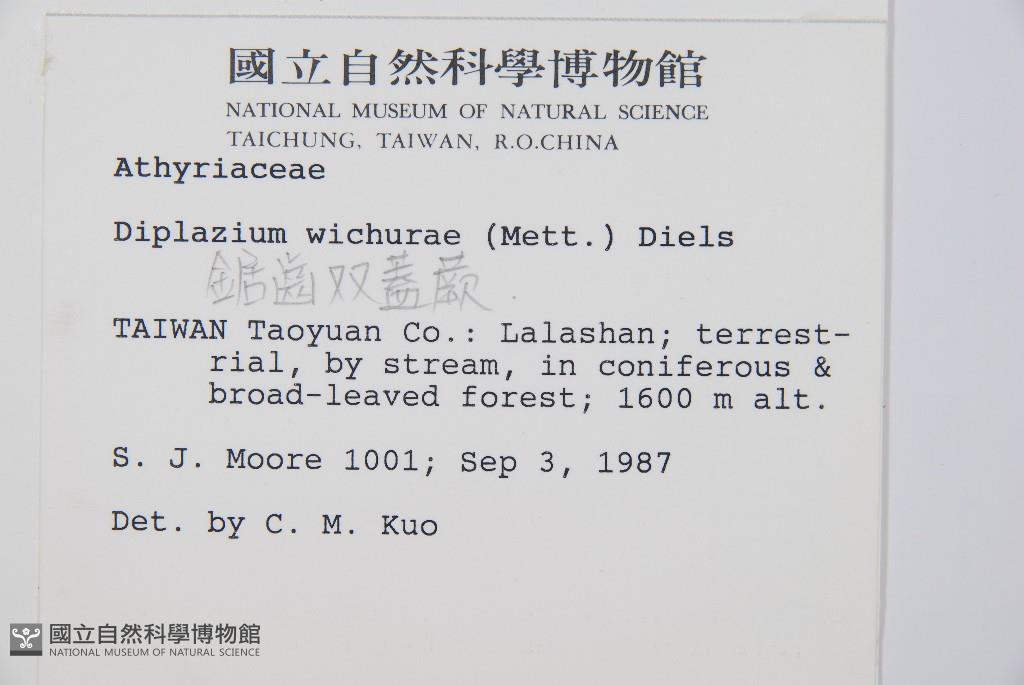 國立自然科學博物館
NATIONAL MUSEUM OF NATURAL SCIENCE
TAICHUNG, TAIWAN, R.O.CHINA
Athyriaceae
Diplazium wichurae (Mett.) Diels
鋸齒双蓋蕨.
TAIWAN Taoyuan Co.: Lalashan; terrest-
rial, by stream, in coniferous &
broad-leaved forest; 1600 m alt.
S. J. Moore 1001; Sep 3, 1987
Det. by C. M. Kuo
國立自然科學博物館
NATIONAL MUSEUM OF NATURAL SCIENCE